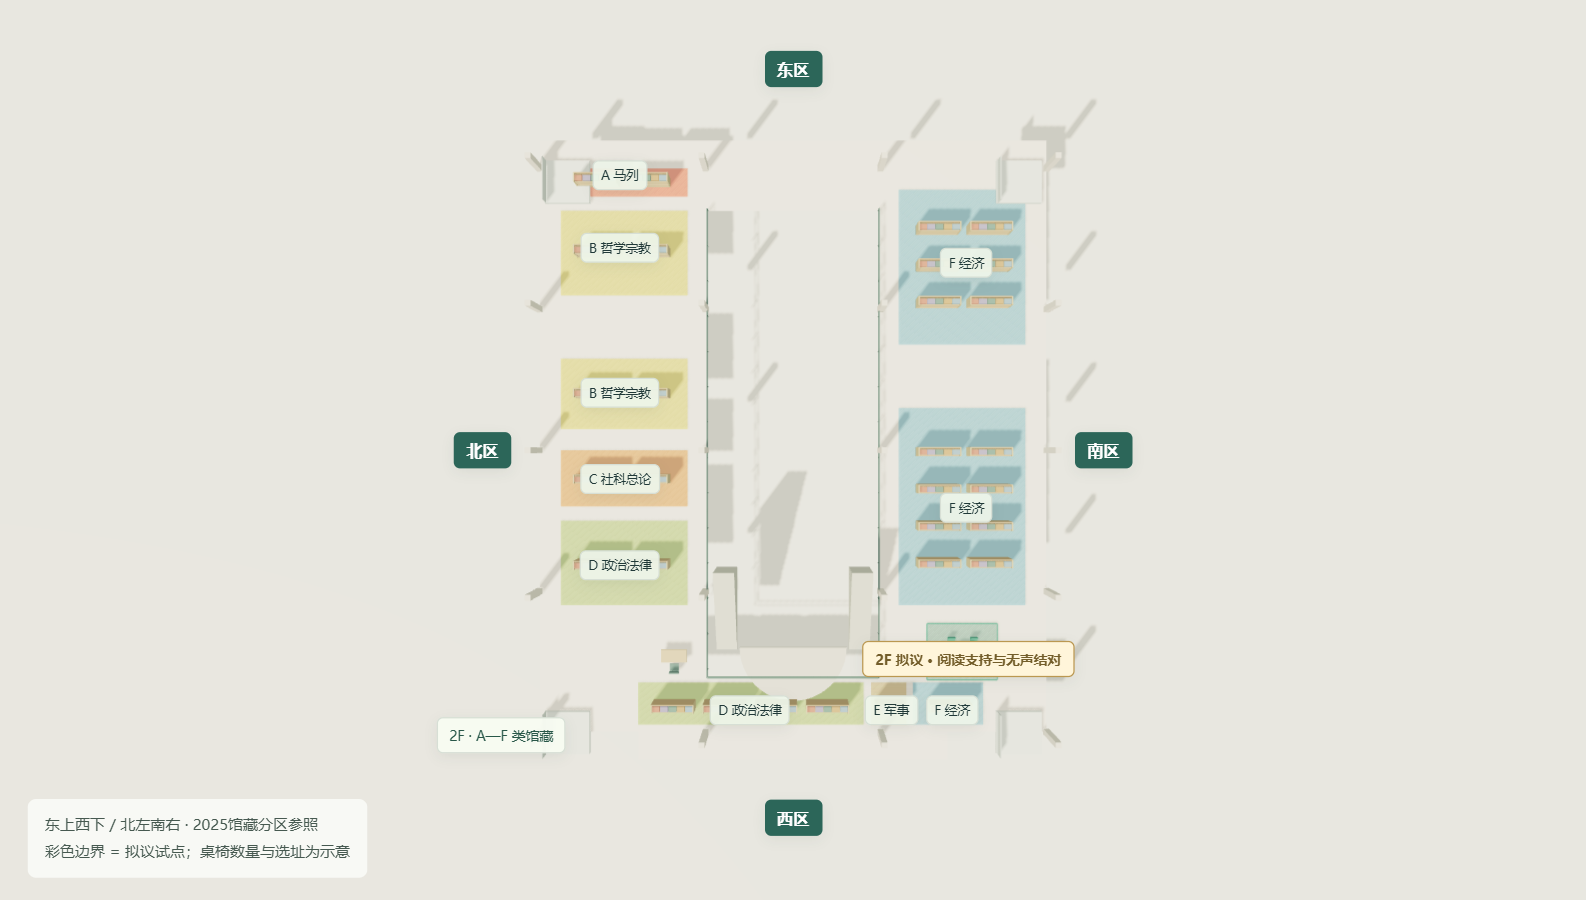 东区
A 马列
B 哲学宗教
F 经济
B 哲学宗教
北区
南区
C 社科总论
F 经济
D 政治法律
2F 拟议 • 阅读支持与无声结对
D 政治法律
E 军事
F 经济
2F · A—F 类馆藏
西区
东上西下 / 北左南右 · 2025馆藏分区参照
彩色边界 = 拟议试点；桌椅数量与选址为示意